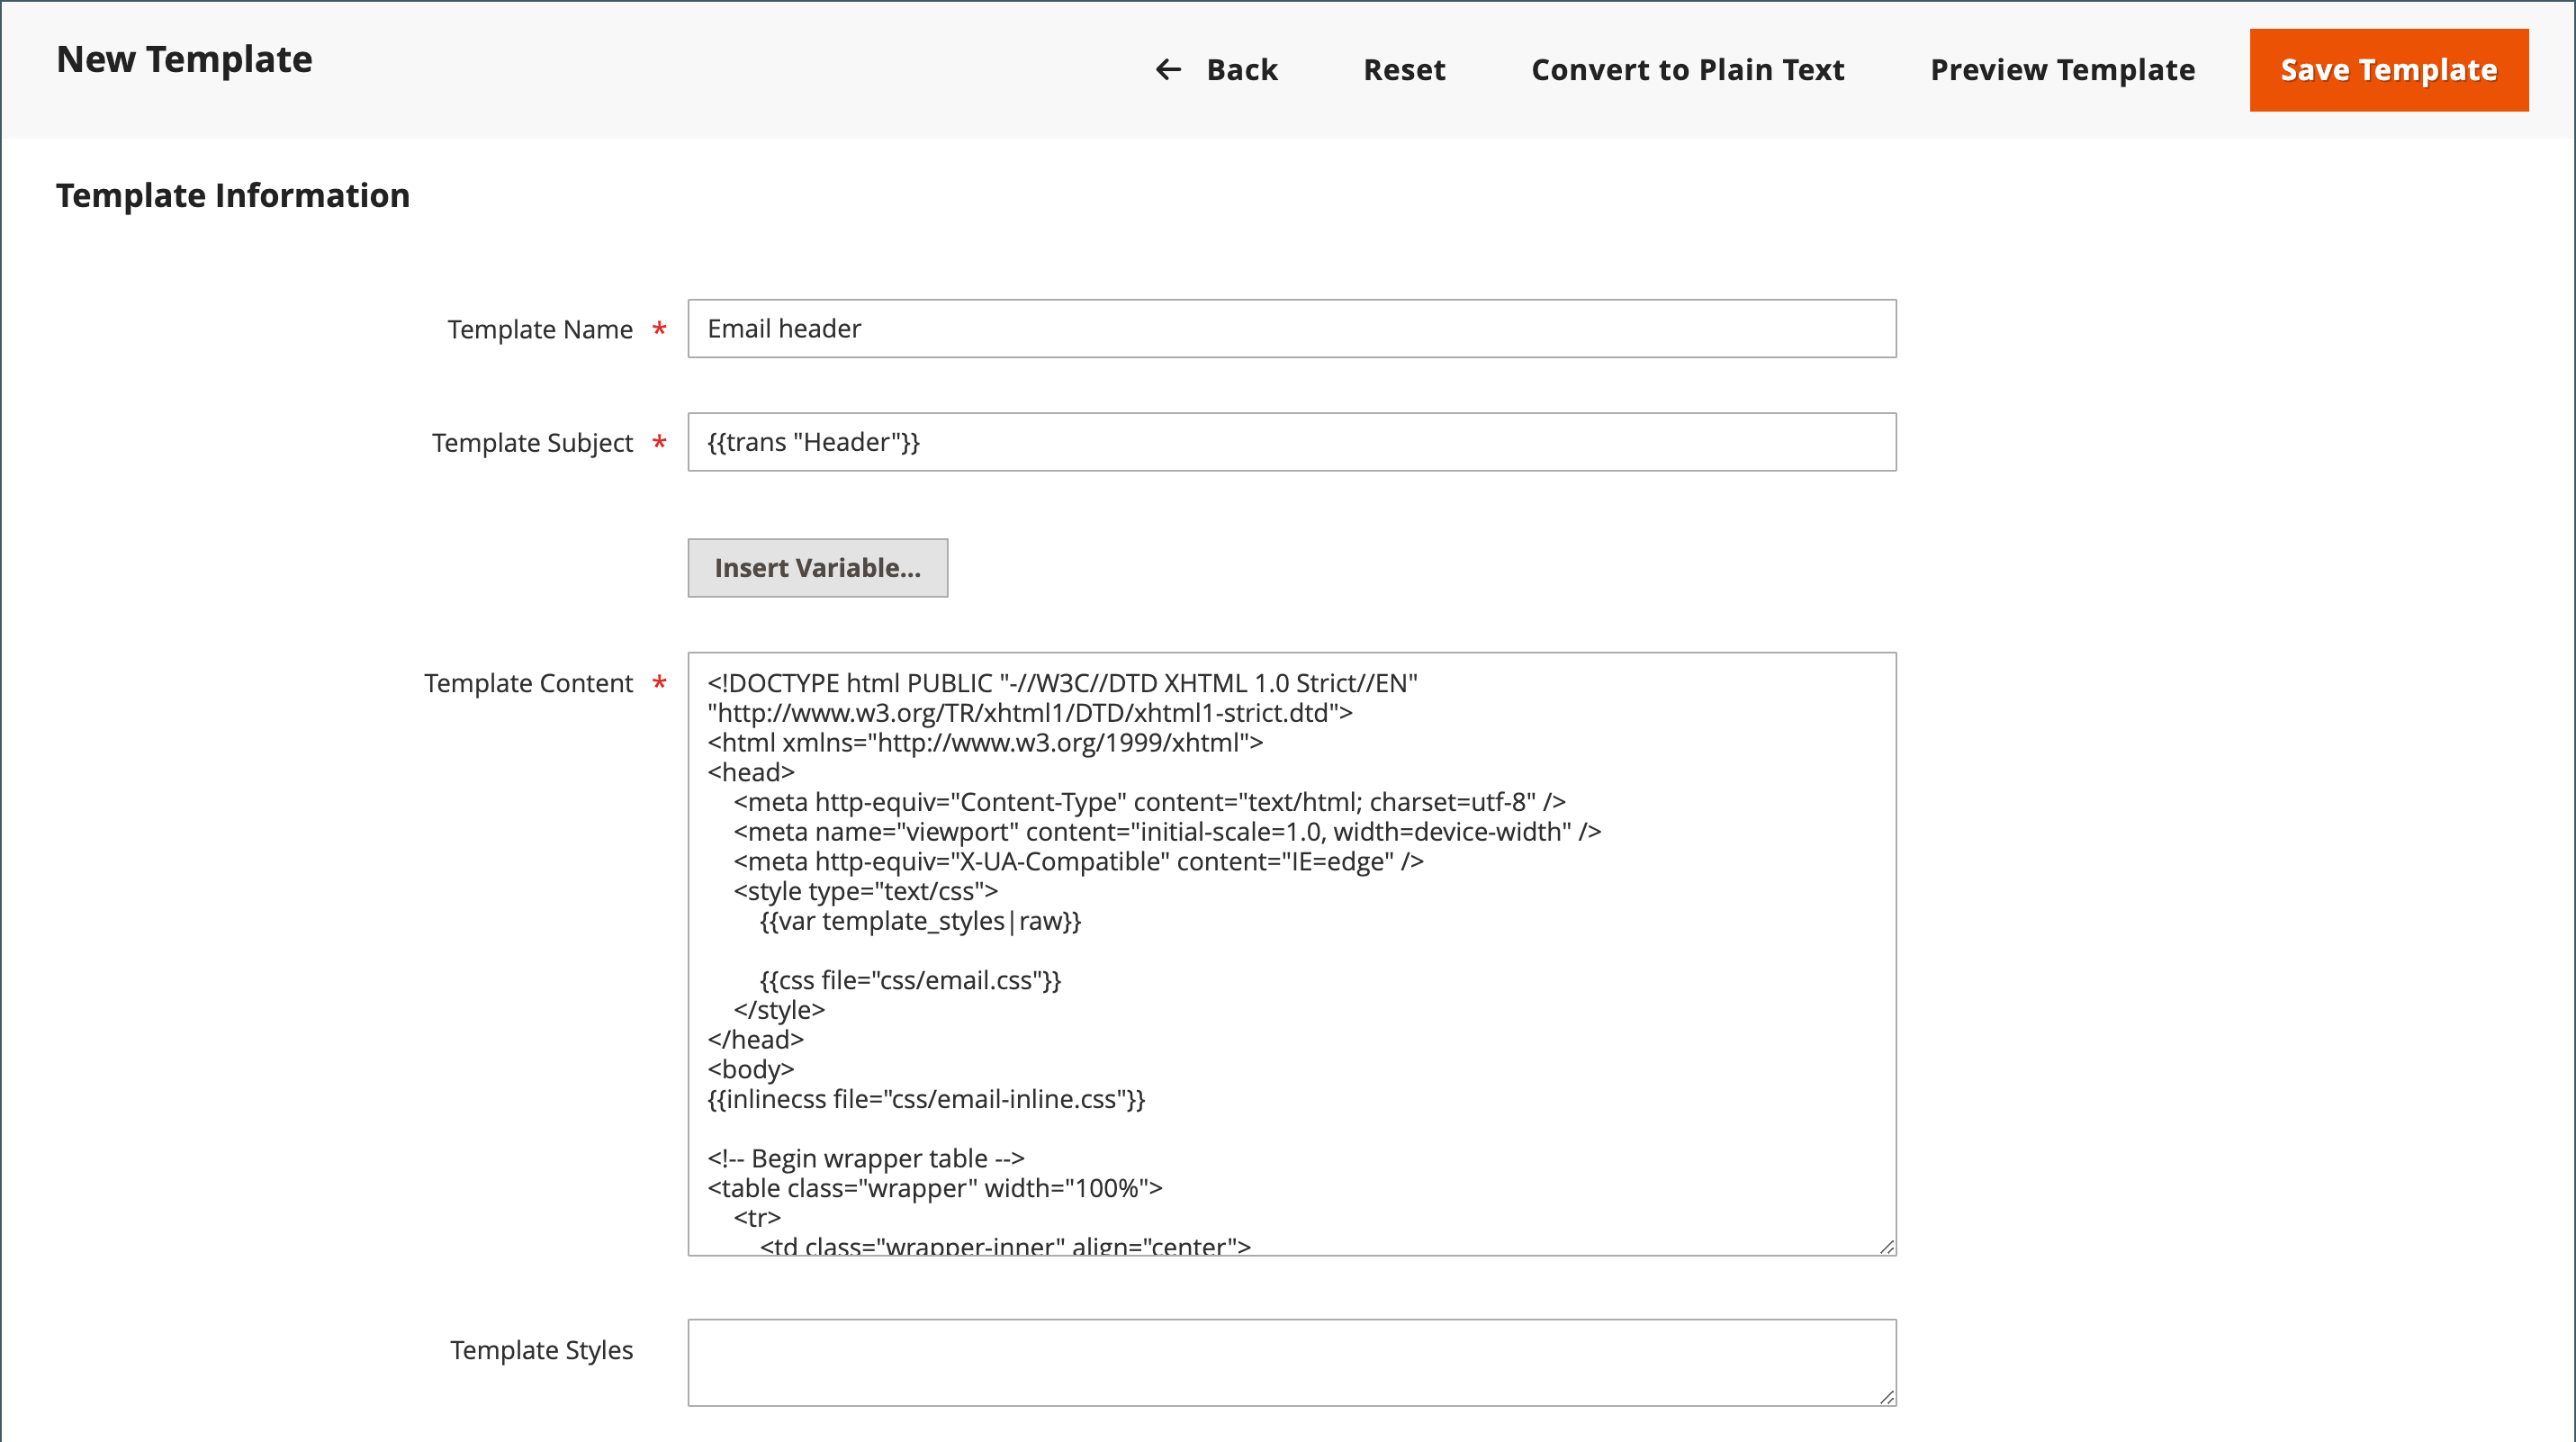 New Template
← Back Reset Convert to Plain Text Preview Template Save Template
Template Information
Template Name * Email header
Template Subject * {{trans "Header"}}
Insert Variable...
Template Content * <!DOCTYPE html PUBLIC "-//W3C//DTD XHTML 1.0 Strict//EN"
"http://www.w3.org/TR/xhtml1/DTD/xhtml1-strict.dtd">
<html xmlns="http://www.w3.org/1999/xhtml">
<head>
    <meta http-equiv="Content-Type" content="text/html; charset=utf-8" />
    <meta name="viewport" content="initial-scale=1.0, width=device-width" />
    <meta http-equiv="X-UA-Compatible" content="IE=edge" />
    <style type="text/css">
        {{var template_styles|raw}}

        {{css file="css/email.css"}}
    </style>
</head>
<body>
{{inlinecss file="css/email-inline.css"}}

<!-- Begin wrapper table -->
<table class="wrapper" width="100%">
    <tr>
        <td class="wrapper-inner" align="center">
Template Styles